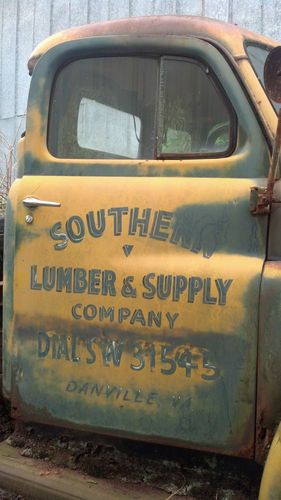 SOUTHERN
LUMBER & SUPPLY
COMPANY
DIAL SW 31545
DANVILLE, VA